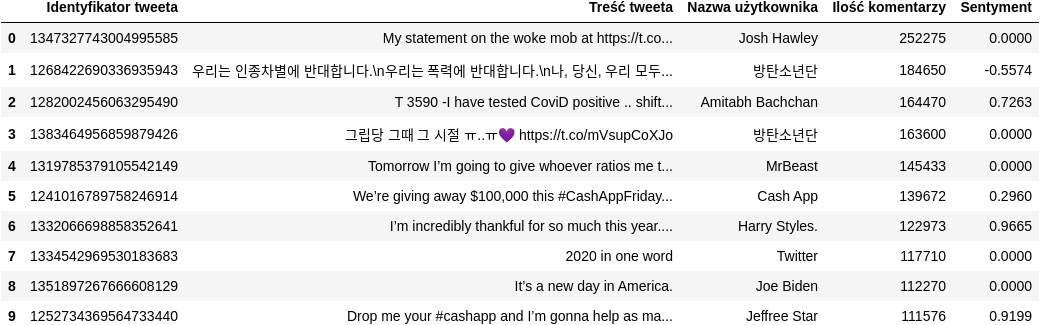 Identyfikator tweeta Treść tweeta Nazwa użytkownika Ilość komentarzy Sentyment
0 1347327743004995585 My statement on the woke mob at https://t.co... Josh Hawley 252275 0.0000
1 1268422690336935943 우리는 인종차별에 반대합니다.\n우리는 폭력에 반대합니다.\n나, 당신, 우리 모두... 방탄소년단 184650 -0.5574
2 1282002456063295490 T 3590 -I have tested CoviD positive .. shift... Amitabh Bachchan 164470 0.7263
3 1383464956859879426 그립당 그때 그 시절 ㅠ..ㅠ💜 https://t.co/mVsupCoXJo 방탄소년단 163600 0.0000
4 1319785379105542149 Tomorrow I’m going to give whoever ratios me t... MrBeast 145433 0.0000
5 1241016789758246914 We’re giving away $100,000 this #CashAppFriday... Cash App 139672 0.2960
6 1332066698858352641 I’m incredibly thankful for so much this year.... Harry Styles. 122973 0.9665
7 1334542969530183683 2020 in one word Twitter 117710 0.0000
8 1351897267666608129 It’s a new day in America. Joe Biden 112270 0.0000
9 1252734369564733440 Drop me your #cashapp and I’m gonna help as ma... Jeffree Star 111576 0.9199